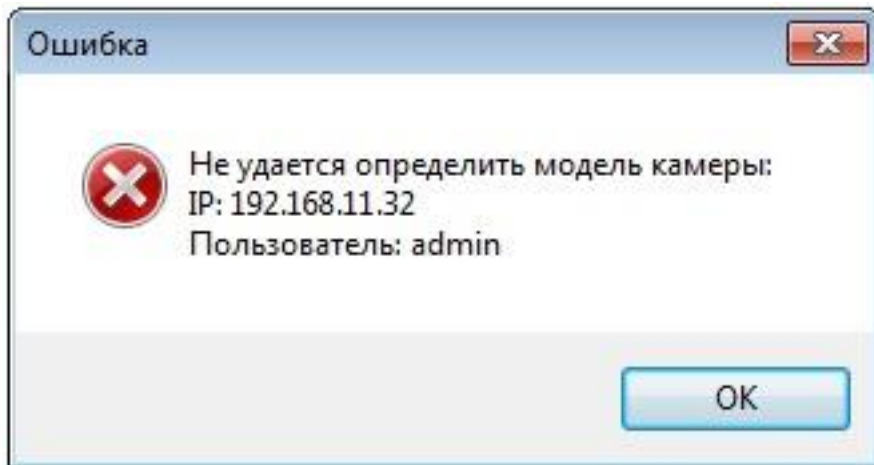 Ошибка
Не удается определить модель камеры:
IP: 192.168.11.32
Пользователь: admin
OK